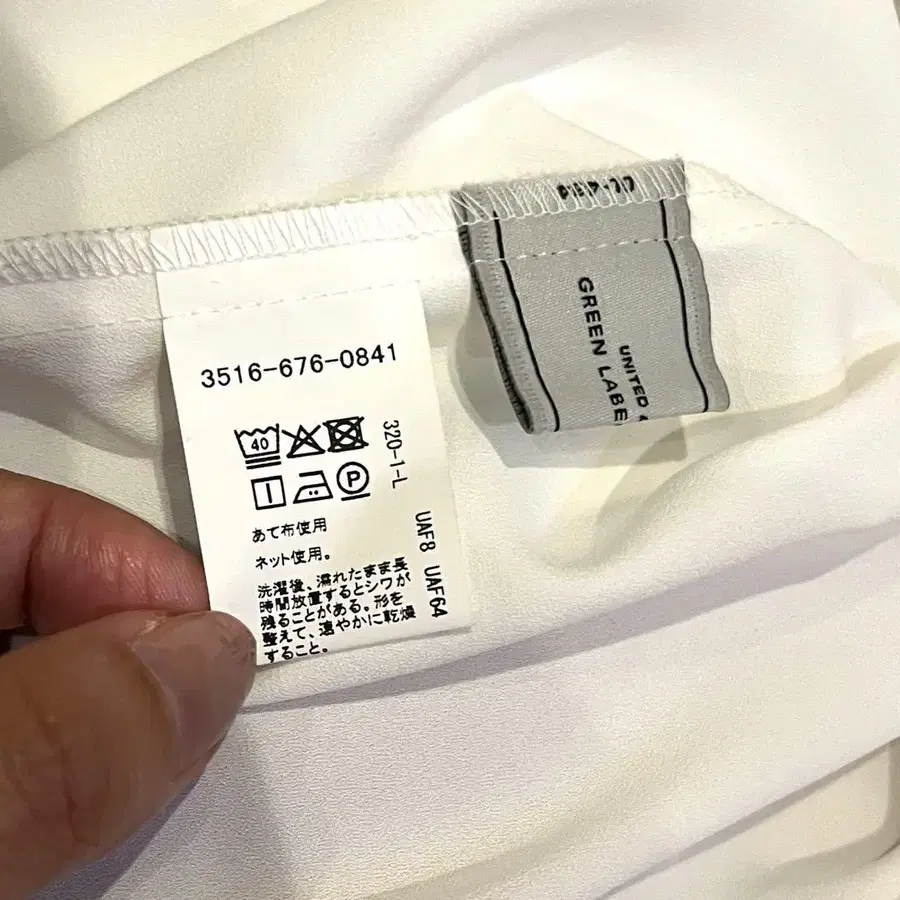 3516-676-0841
40
P
320-1-L
あて布使用
ネット使用。
洗濯後、濡れたまま長
時間放置するとシワが
残ることがある。形を
整えて、速やかに乾燥
すること。
UAF8 UAF64
UNITED
GREEN LABE